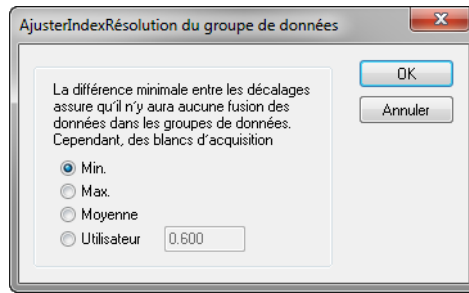 AjusterIndexRésolution du groupe de données
OK
Annuler
La différence minimale entre les décalages
assure qu'il n'y aura aucune fusion des
données dans les groupes de données.
Cependant, des blancs d'acquisition
Min.
Max.
Moyenne
Utilisateur 0.600